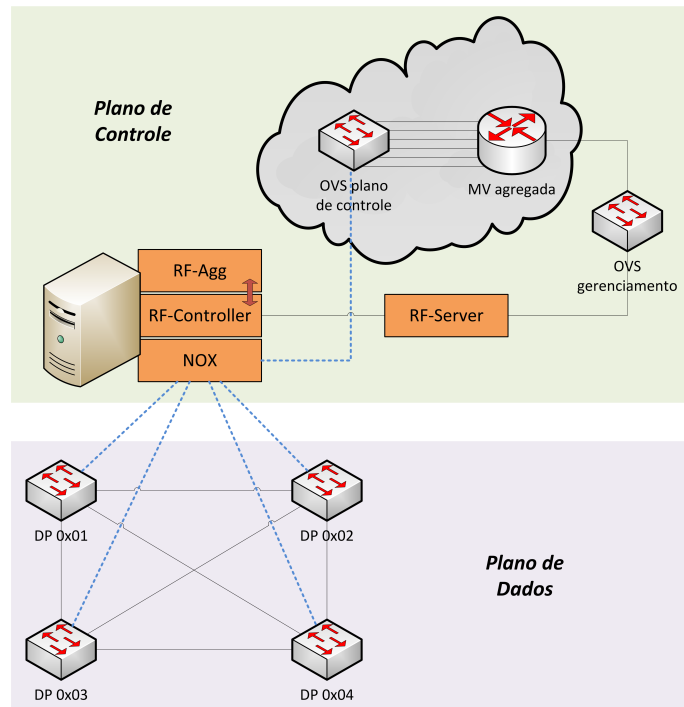 Plano de
Controle
OVS plano
de controle
MV agregada
OVS
gerenciamento
RF-Agg
RF-Controller
RF-Server
NOX
DP 0x01
DP 0x02
Plano de
Dados
DP 0x03
DP 0x04